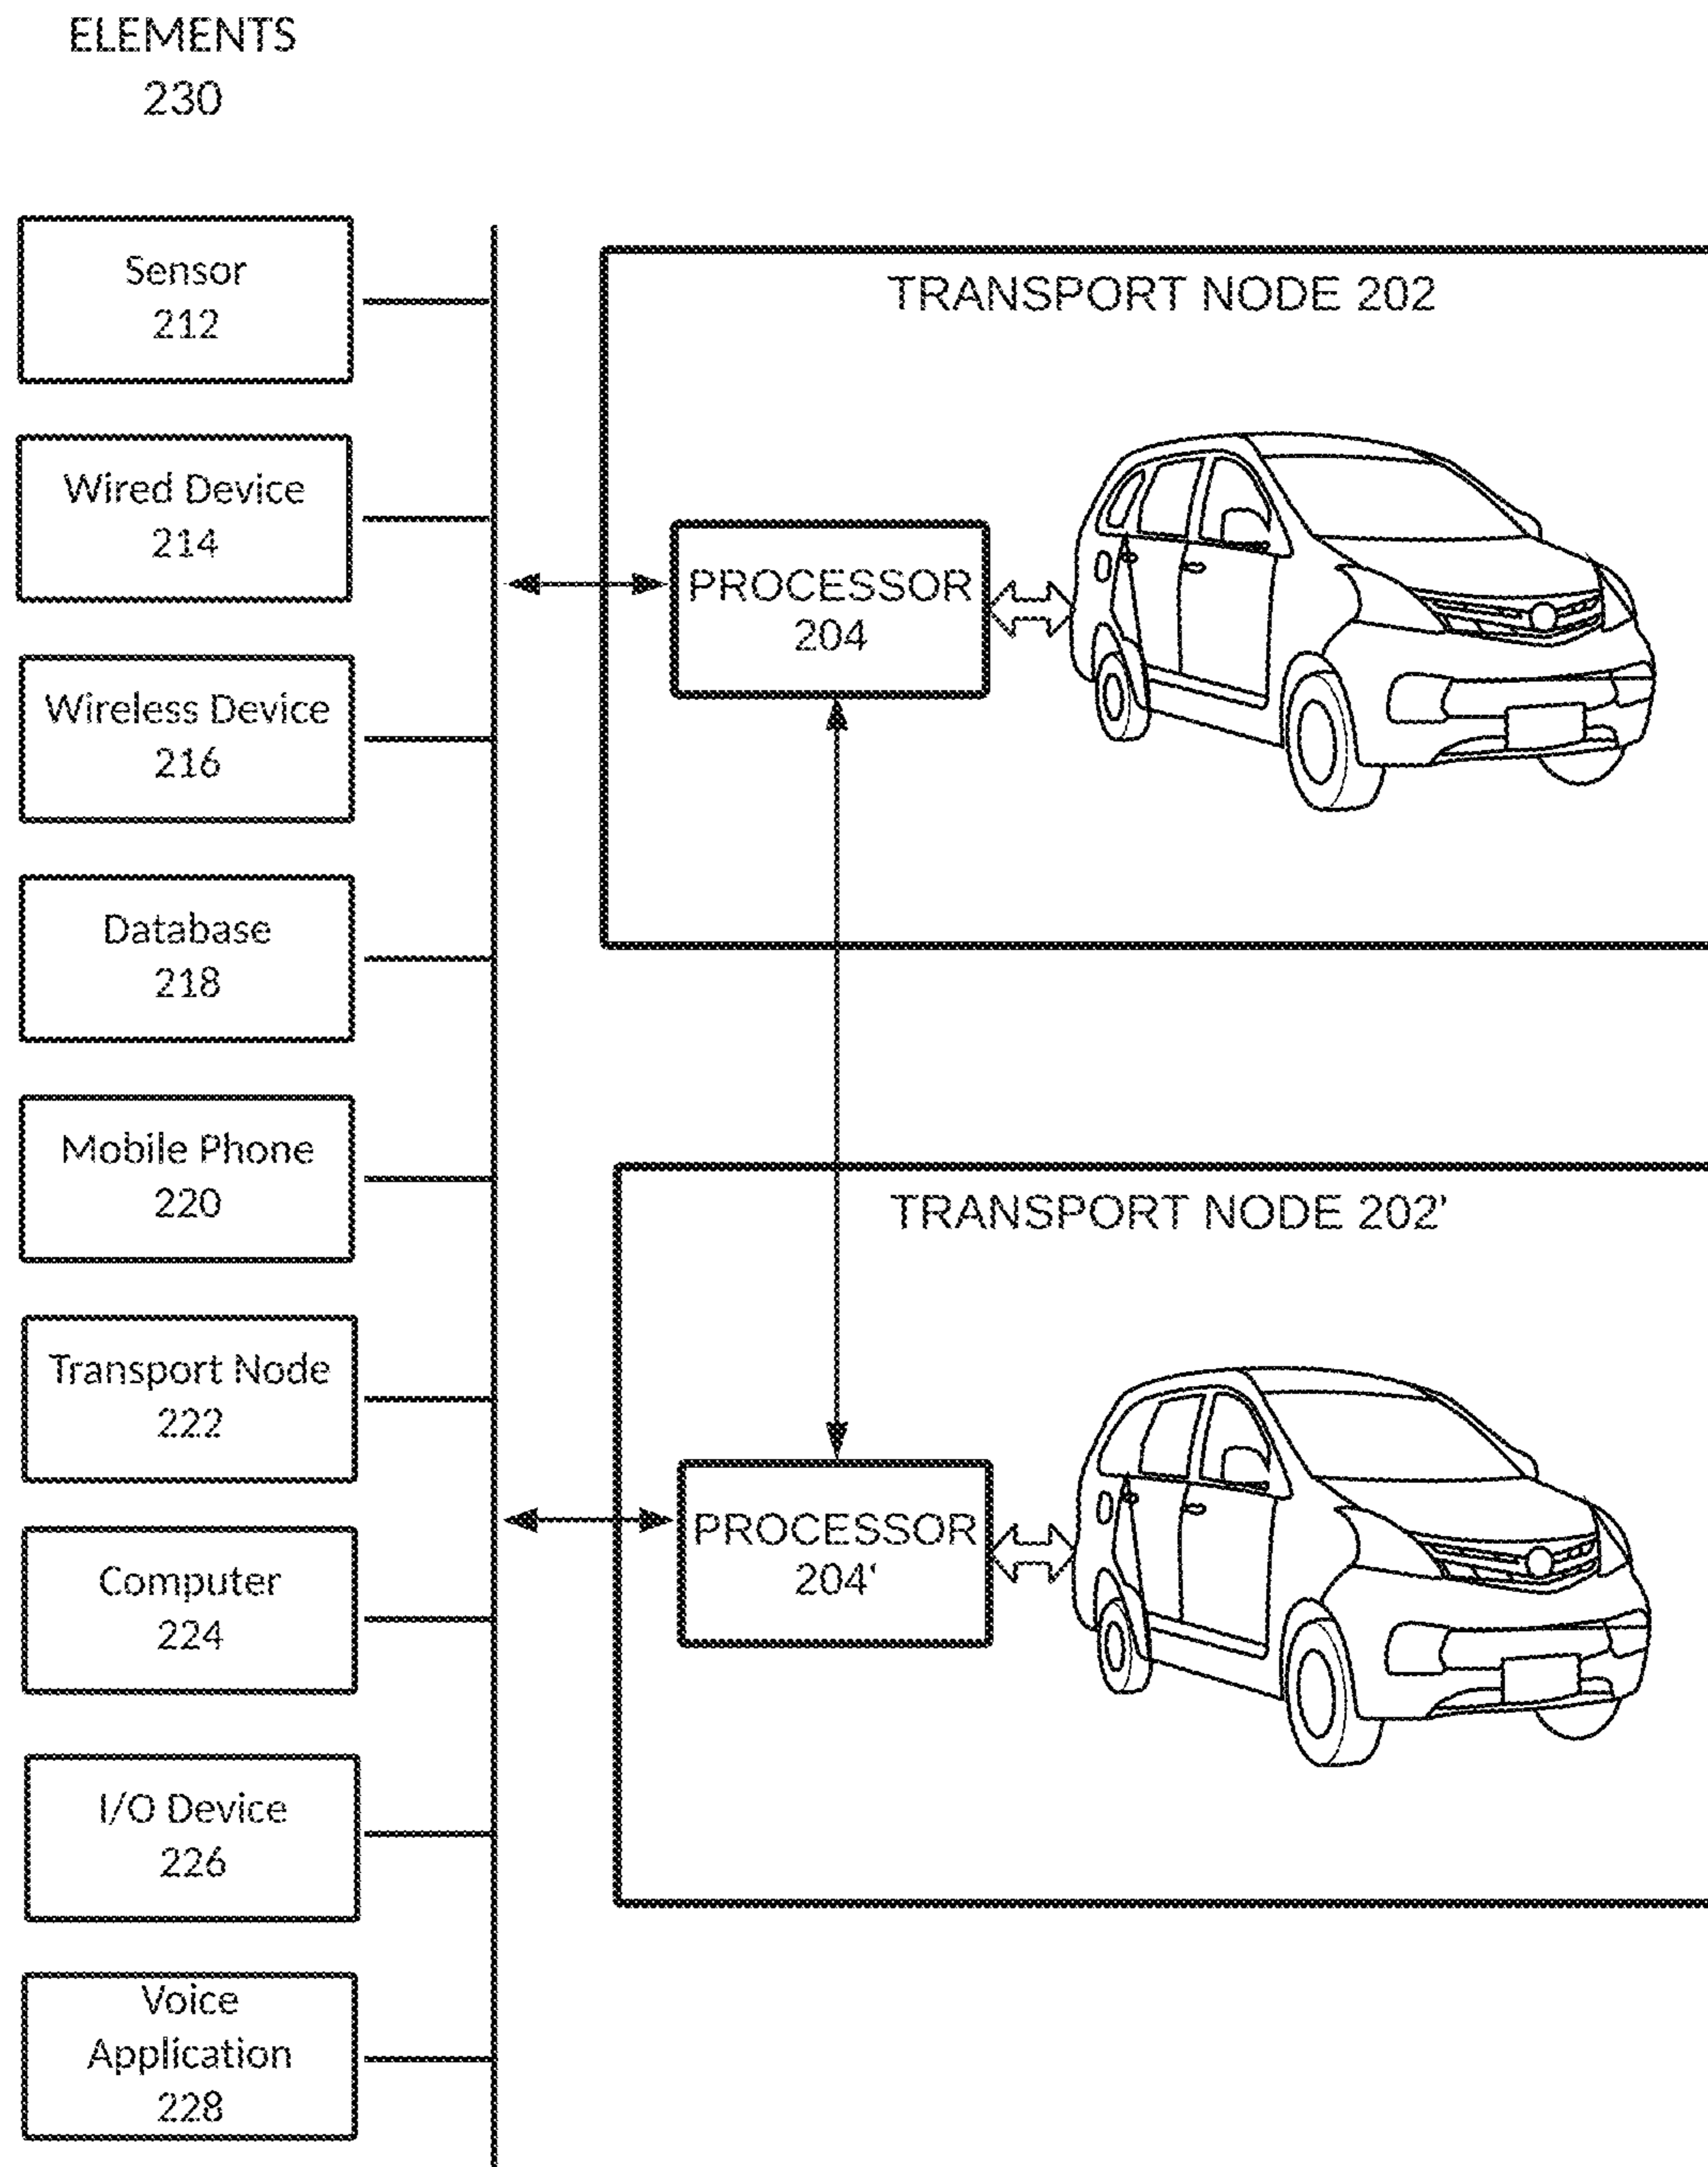 ELEMENTS
230
Sensor
212
Wired Device
214
Wireless Device
216
Database
218
Mobile Phone
220
Transport Node
222
Computer
224
I/O Device
226
Voice
Application
228
TRANSPORT NODE 202
PROCESSOR
204
TRANSPORT NODE 202'
PROCESSOR
204‘